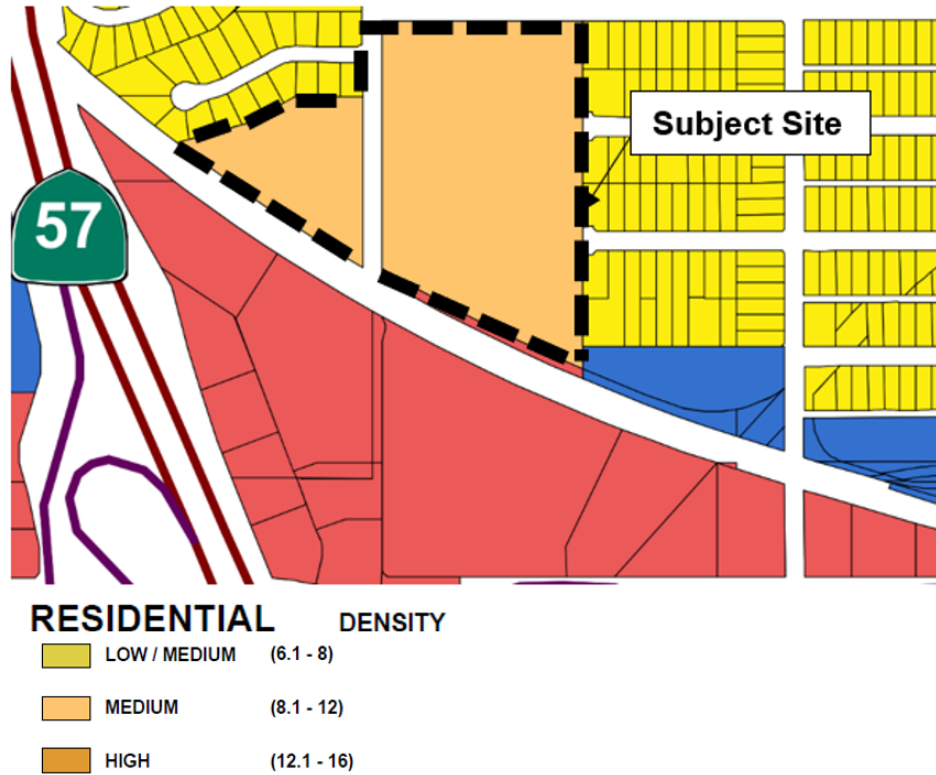 Subject Site
57
RESIDENTIAL DENSITY
LOW / MEDIUM (6.1 - 8)
MEDIUM (8.1 - 12)
HIGH (12.1 - 16)